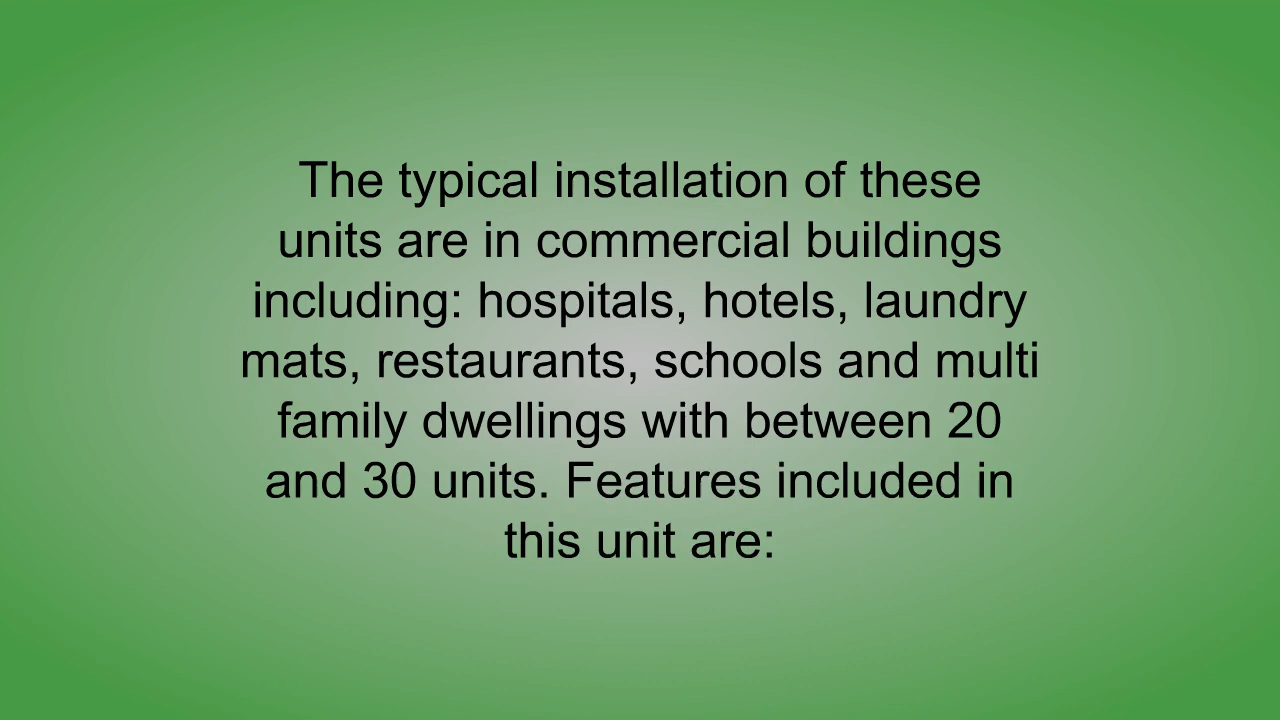 The typical installation of these
units are in commercial buildings
including: hospitals, hotels, laundry
mats, restaurants, schools and multi
family dwellings with between 20
and 30 units. Features included in
this unit are: